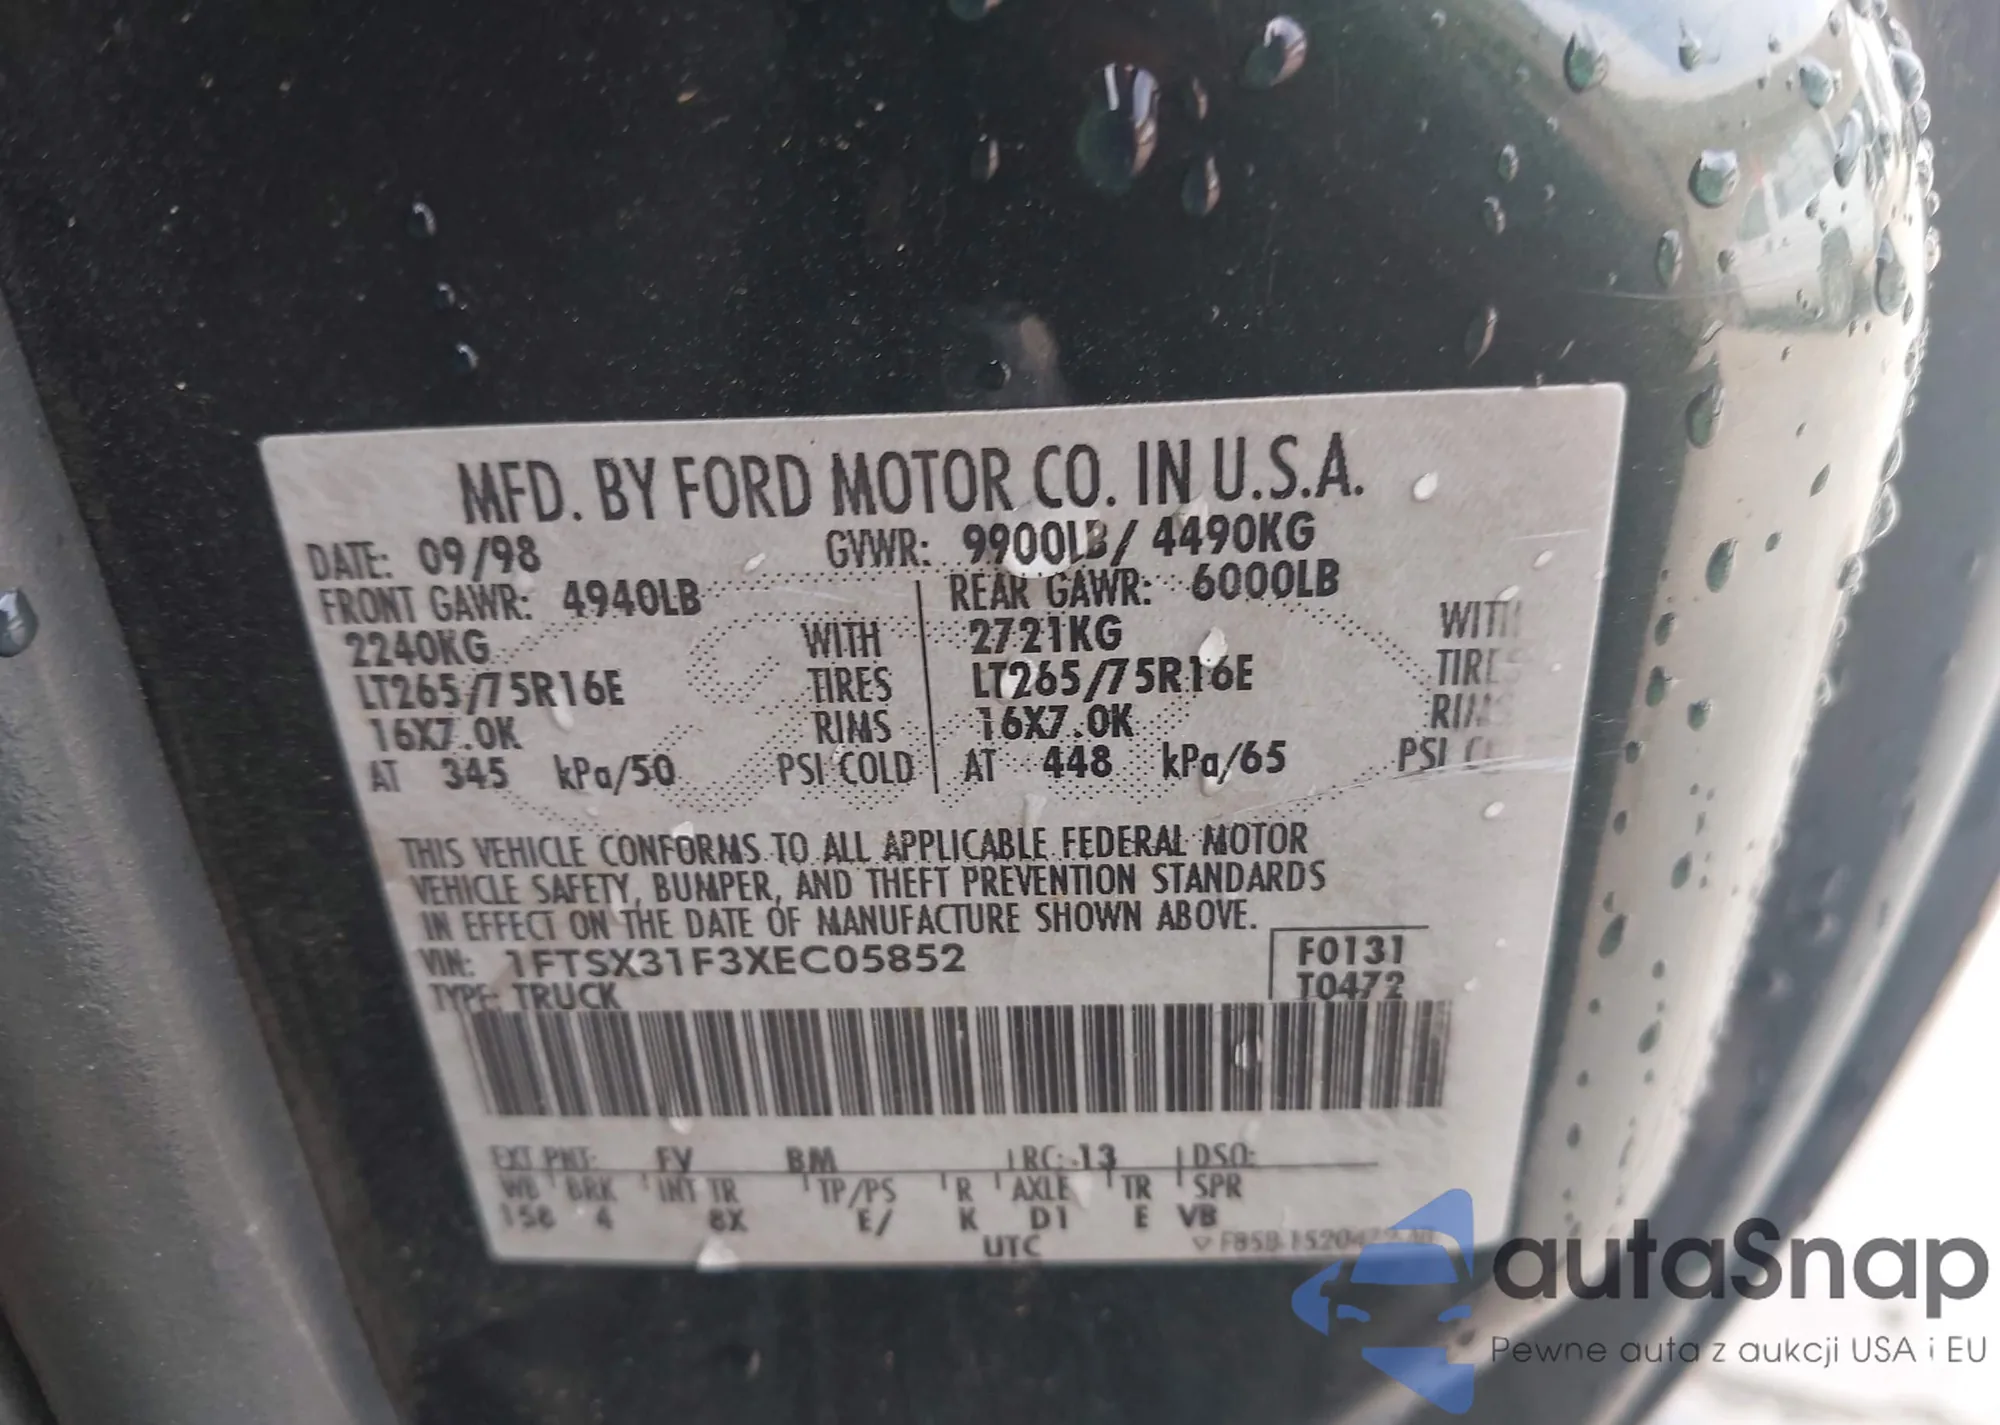 MFD. BY FORD MOTOR CO. IN U.S.A.
DATE: 09/98 GVWR: 9900LB/ 4490KG
FRONT GAWR: 4940LB REAR GAWR: 6000LB
2240KG WITH 2721KG WITH
LT265/75R16E TIRES LT265/75R16E TIRES
16X7.0K RIMS 16X7.0K RIMS
AT 345 kPa/50 PSI COLD AT 448 kPa/65 PSI
THIS VEHICLE CONFORMS TO ALL APPLICABLE FEDERAL MOTOR
VEHICLE SAFETY, BUMPER, AND THEFT PREVENTION STANDARDS
IN EFFECT ON THE DATE OF MANUFACTURE SHOWN ABOVE.
VIN: 1FTSX31F3XEC05852 F0131
TYPE: TRUCK T0472
EXT PNT: FV BM RC: 13 DSO:
WB BRK INT TR TP/PS R AXLE TR SPR
158 4 8X E/ K D1 E VB
UTC
autaSnap
Pewne auta z aukcji USA i EU